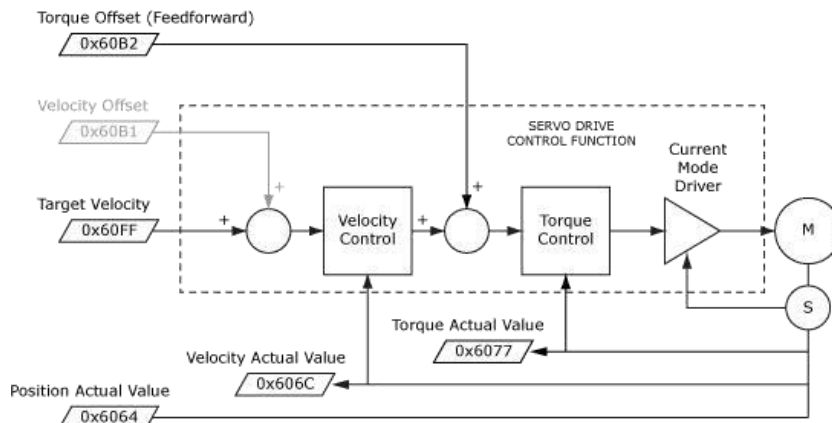 Torque Offset (Feedforward)
0x60B2
Velocity Offset
0x60B1
SERVO DRIVE
CONTROL FUNCTION
Current
Mode
Driver
Target Velocity
0x60FF
+
+
Velocity
Control
+
+
Torque
Control
M
S
Torque Actual Value
0x6077
Velocity Actual Value
0x606C
Position Actual Value
0x6064